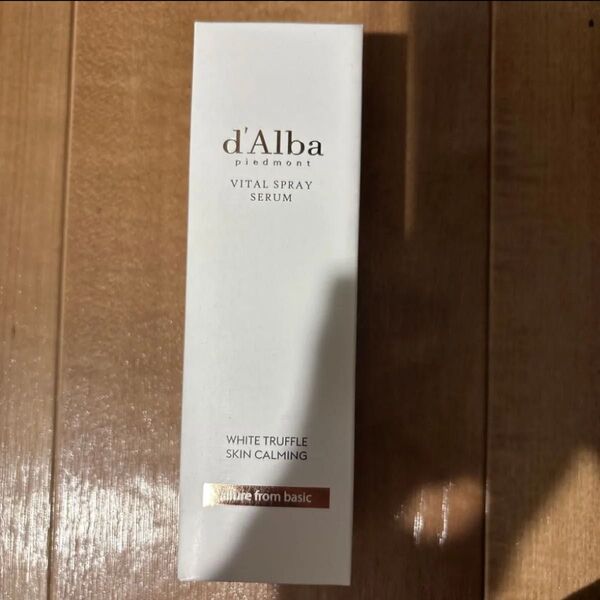 d'Alba
piedmont
VITAL SPRAY
SERUM
WHITE TRUFFLE
SKIN CALMING
allure from basic